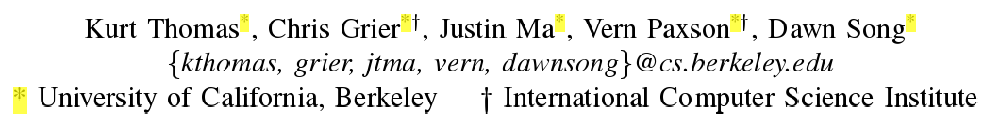 Kurt Thomas*, Chris Grier*†, Justin Ma*, Vern Paxson*†, Dawn Song*
{kthomas, grier, jtma, vern, dawnsong}@cs.berkeley.edu
* University of California, Berkeley † International Computer Science Institute